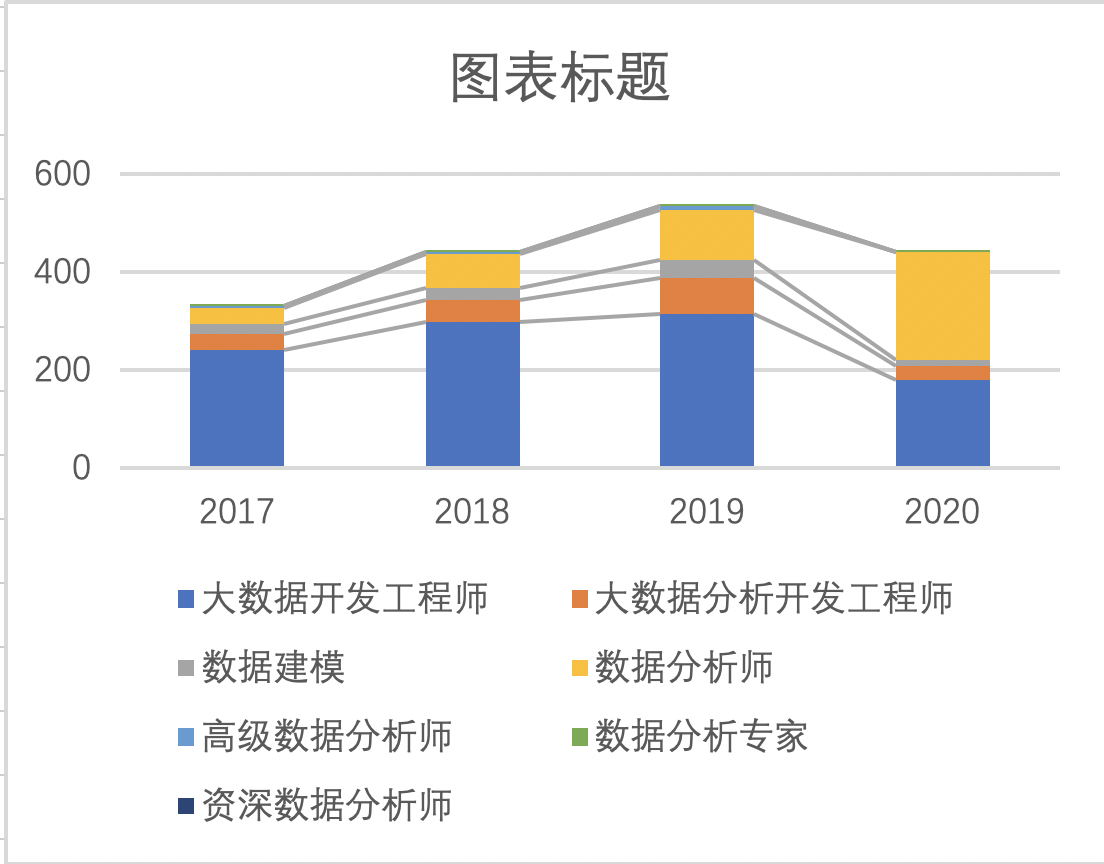 图表标题
600
400
200
0
2017 2018 2019 2020
大数据开发工程师 大数据分析开发工程师
数据建模 数据分析师
高级数据分析师 数据分析专家
资深数据分析师